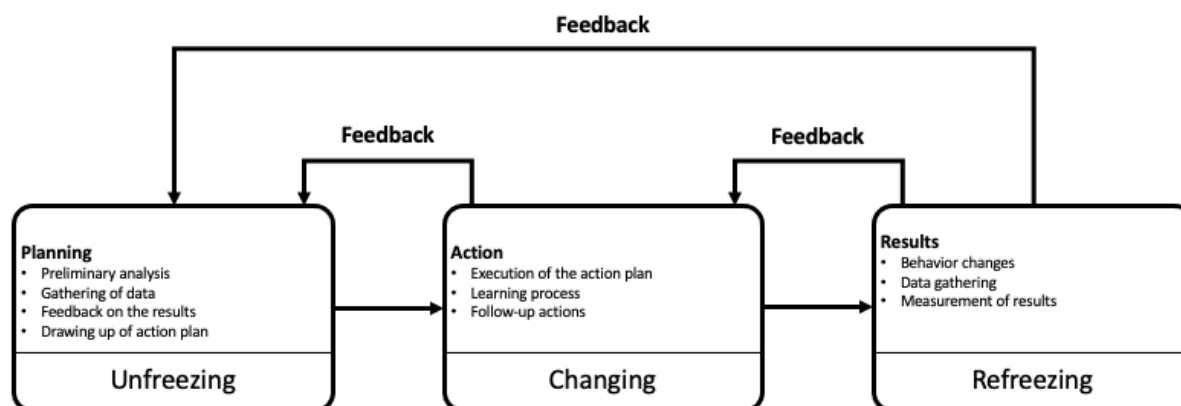 Feedback
Feedback
Feedback
Planning
• Preliminary analysis
• Gathering of data
• Feedback on the results
• Drawing up of action plan
Unfreezing
Action
• Execution of the action plan
• Learning process
• Follow-up actions
Changing
Results
• Behavior changes
• Data gathering
• Measurement of results
Refreezing